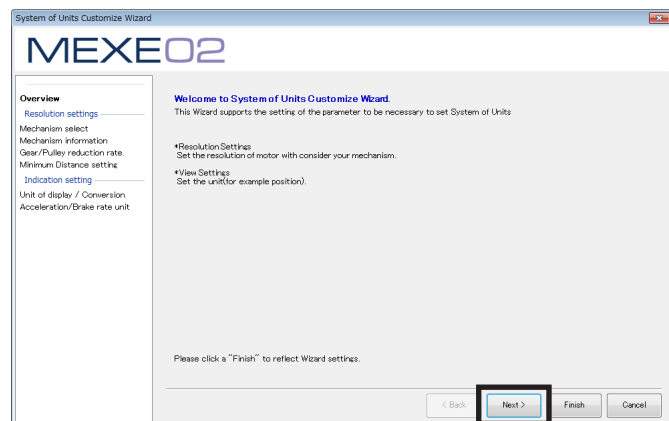 System of Units Customize Wizard
MEXE02
Overview
Resolution settings
Mechanism select
Mechanism information
Gear/Pulley reduction rate.
Minimum Distance setting
Indication setting
Unit of display / Conversion
Acceleration/Brake rate unit
Welcome to System of Units Customize Wizard.
This Wizard supports the setting of the parameter to be necessary to set System of Units
*Resolution Settings
Set the resolution of motor with consider your mechanism.
*View Settings
Set the unit(for example position).
Please click a "Finish" to reflect Wizard settings.
< Back Next > Finish Cancel